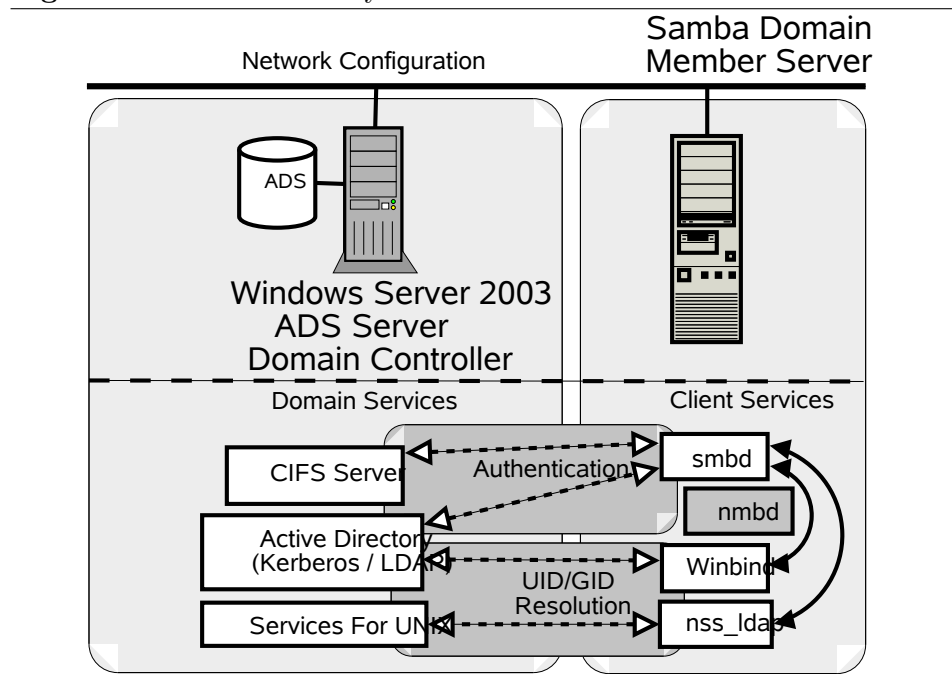 Network Configuration
Samba Domain
Member Server
ADS
Windows Server 2003
ADS Server
Domain Controller
Domain Services
Client Services
CIFS Server
Authentication
smbd
nmbd
Active Directory
(Kerberos / LDAP)
UID/GID
Resolution
Winbind
Services For UNIX
nss_ldap